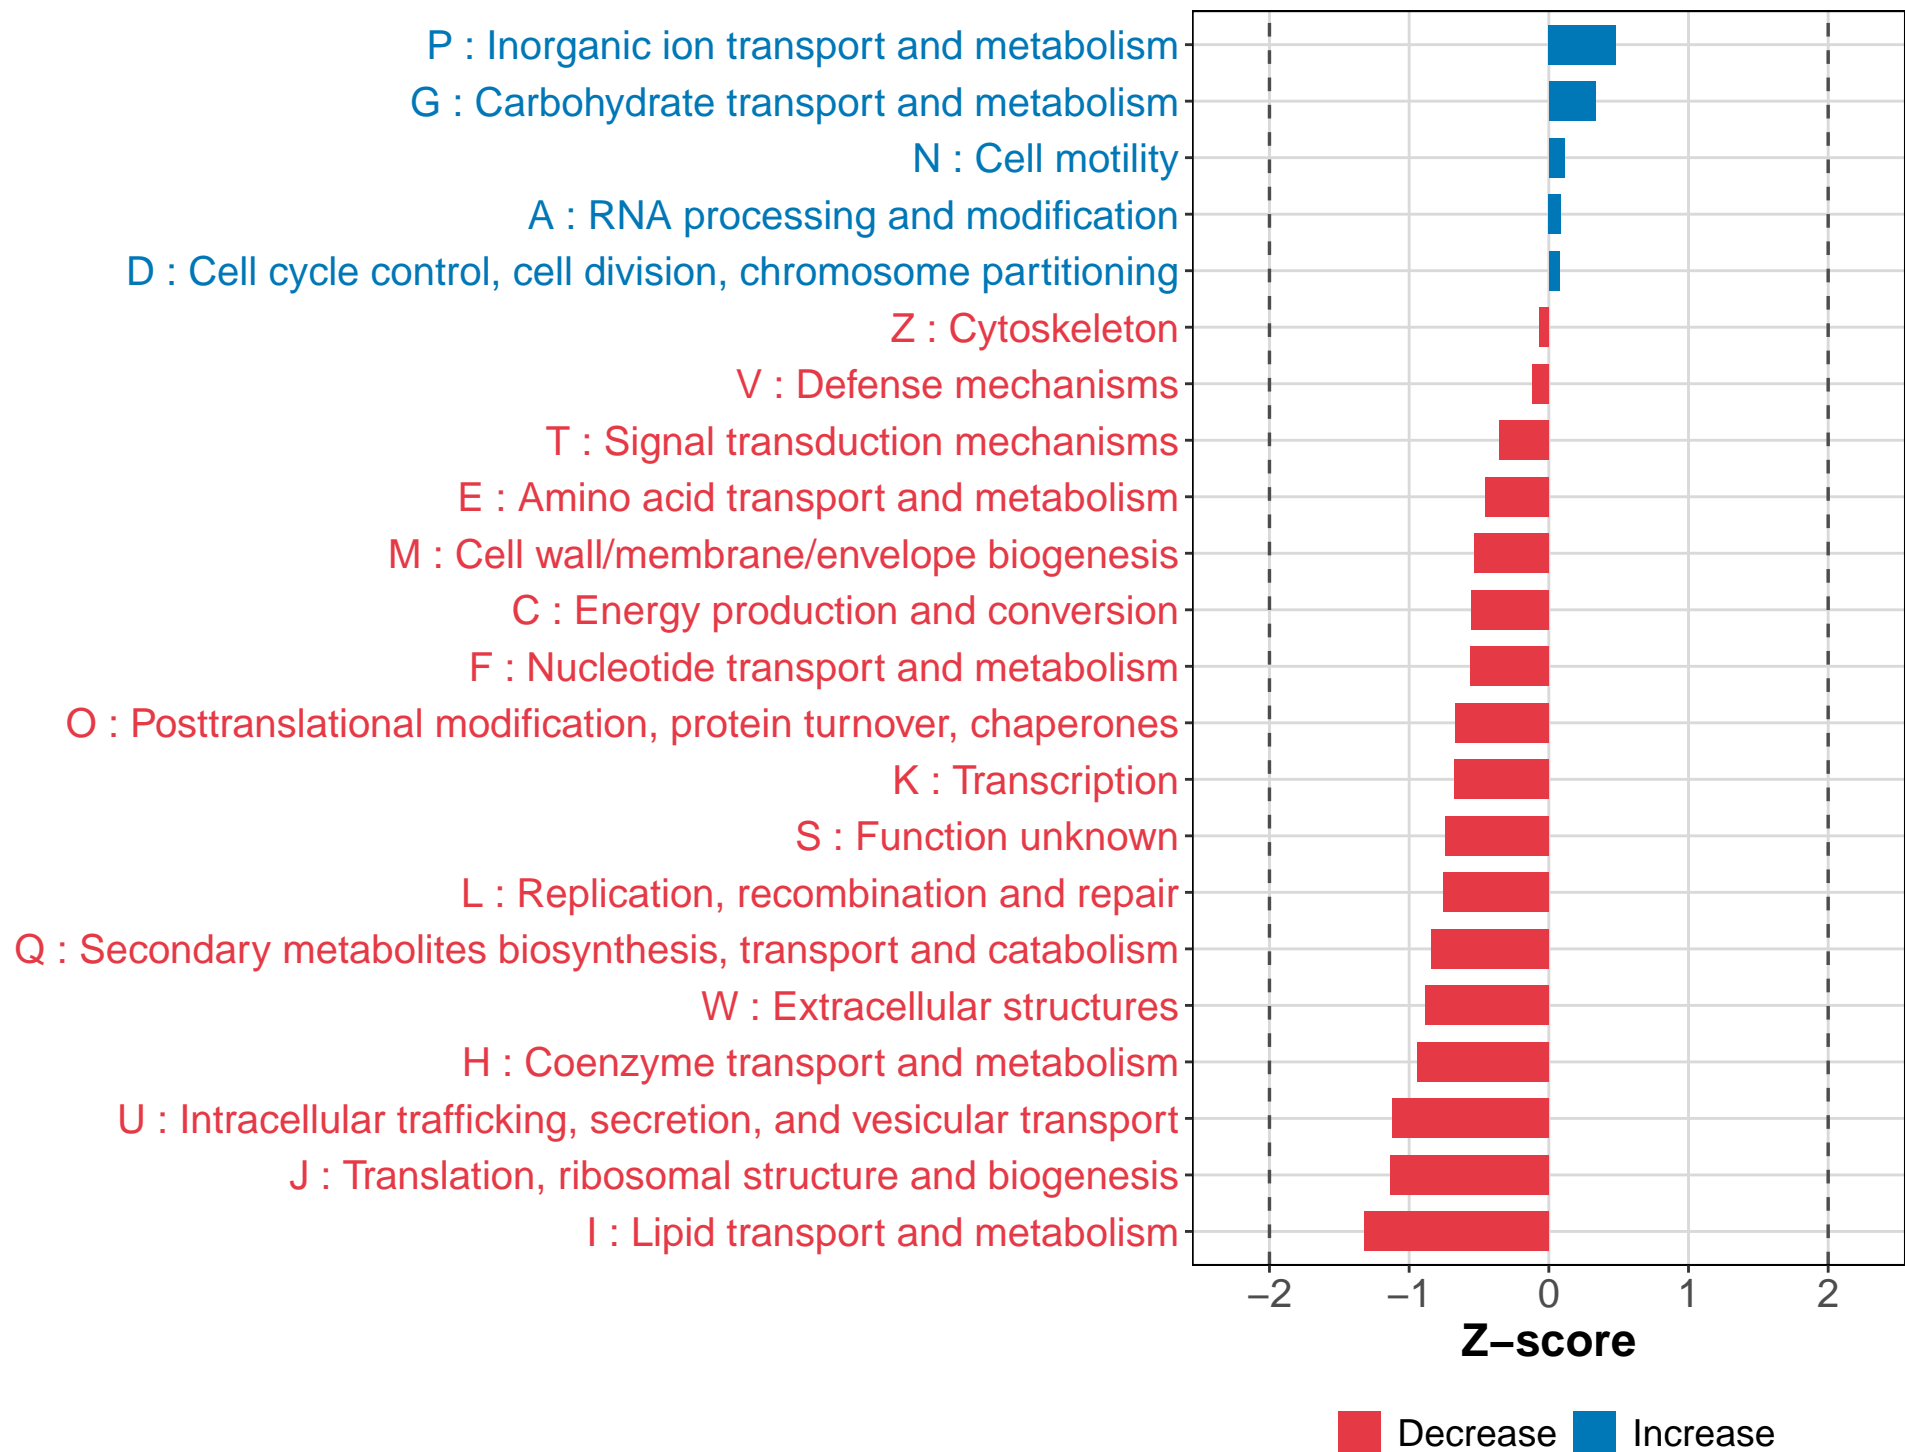 P : Inorganic ion transport and metabolism
G : Carbohydrate transport and metabolism
N : Cell motility
A : RNA processing and modification
D : Cell cycle control, cell division, chromosome partitioning
Z : Cytoskeleton
V : Defense mechanisms
T : Signal transduction mechanisms
E : Amino acid transport and metabolism
M : Cell wall/membrane/envelope biogenesis
C : Energy production and conversion
F : Nucleotide transport and metabolism
O : Posttranslational modification, protein turnover, chaperones
K : Transcription
S : Function unknown
L : Replication, recombination and repair
Q : Secondary metabolites biosynthesis, transport and catabolism
W : Extracellular structures
H : Coenzyme transport and metabolism
U : Intracellular trafficking, secretion, and vesicular transport
J : Translation, ribosomal structure and biogenesis
I : Lipid transport and metabolism
−2 −1 0 1 2
Z−score
Decrease Increase